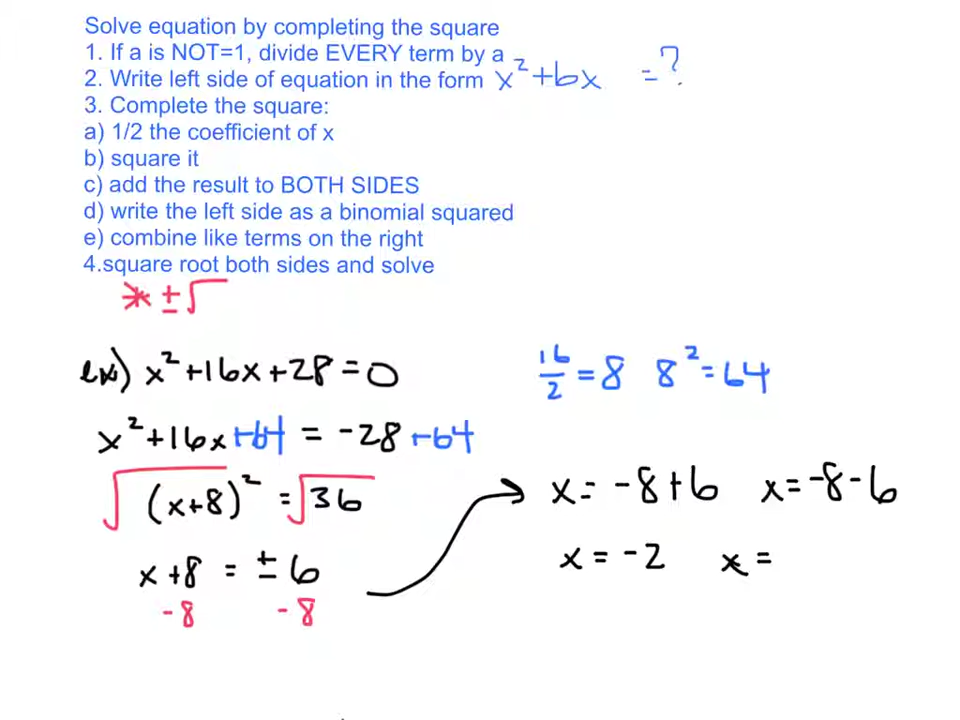 Solve equation by completing the square
1. If a is NOT=1, divide EVERY term by a
2. Write left side of equation in the form x²+bx =?
3. Complete the square:
a) 1/2 the coefficient of x
b) square it
c) add the result to BOTH SIDES
d) write the left side as a binomial squared
e) combine like terms on the right
4.square root both sides and solve
* ±√
ex) x²+16x+28=0
16/2=8 8²=64
x²+16x+64 = -28+64
√(x+8)² = √36
x+8 = ±6
-8 -8
x= -8+6 x= -8-6
x = -2 x =